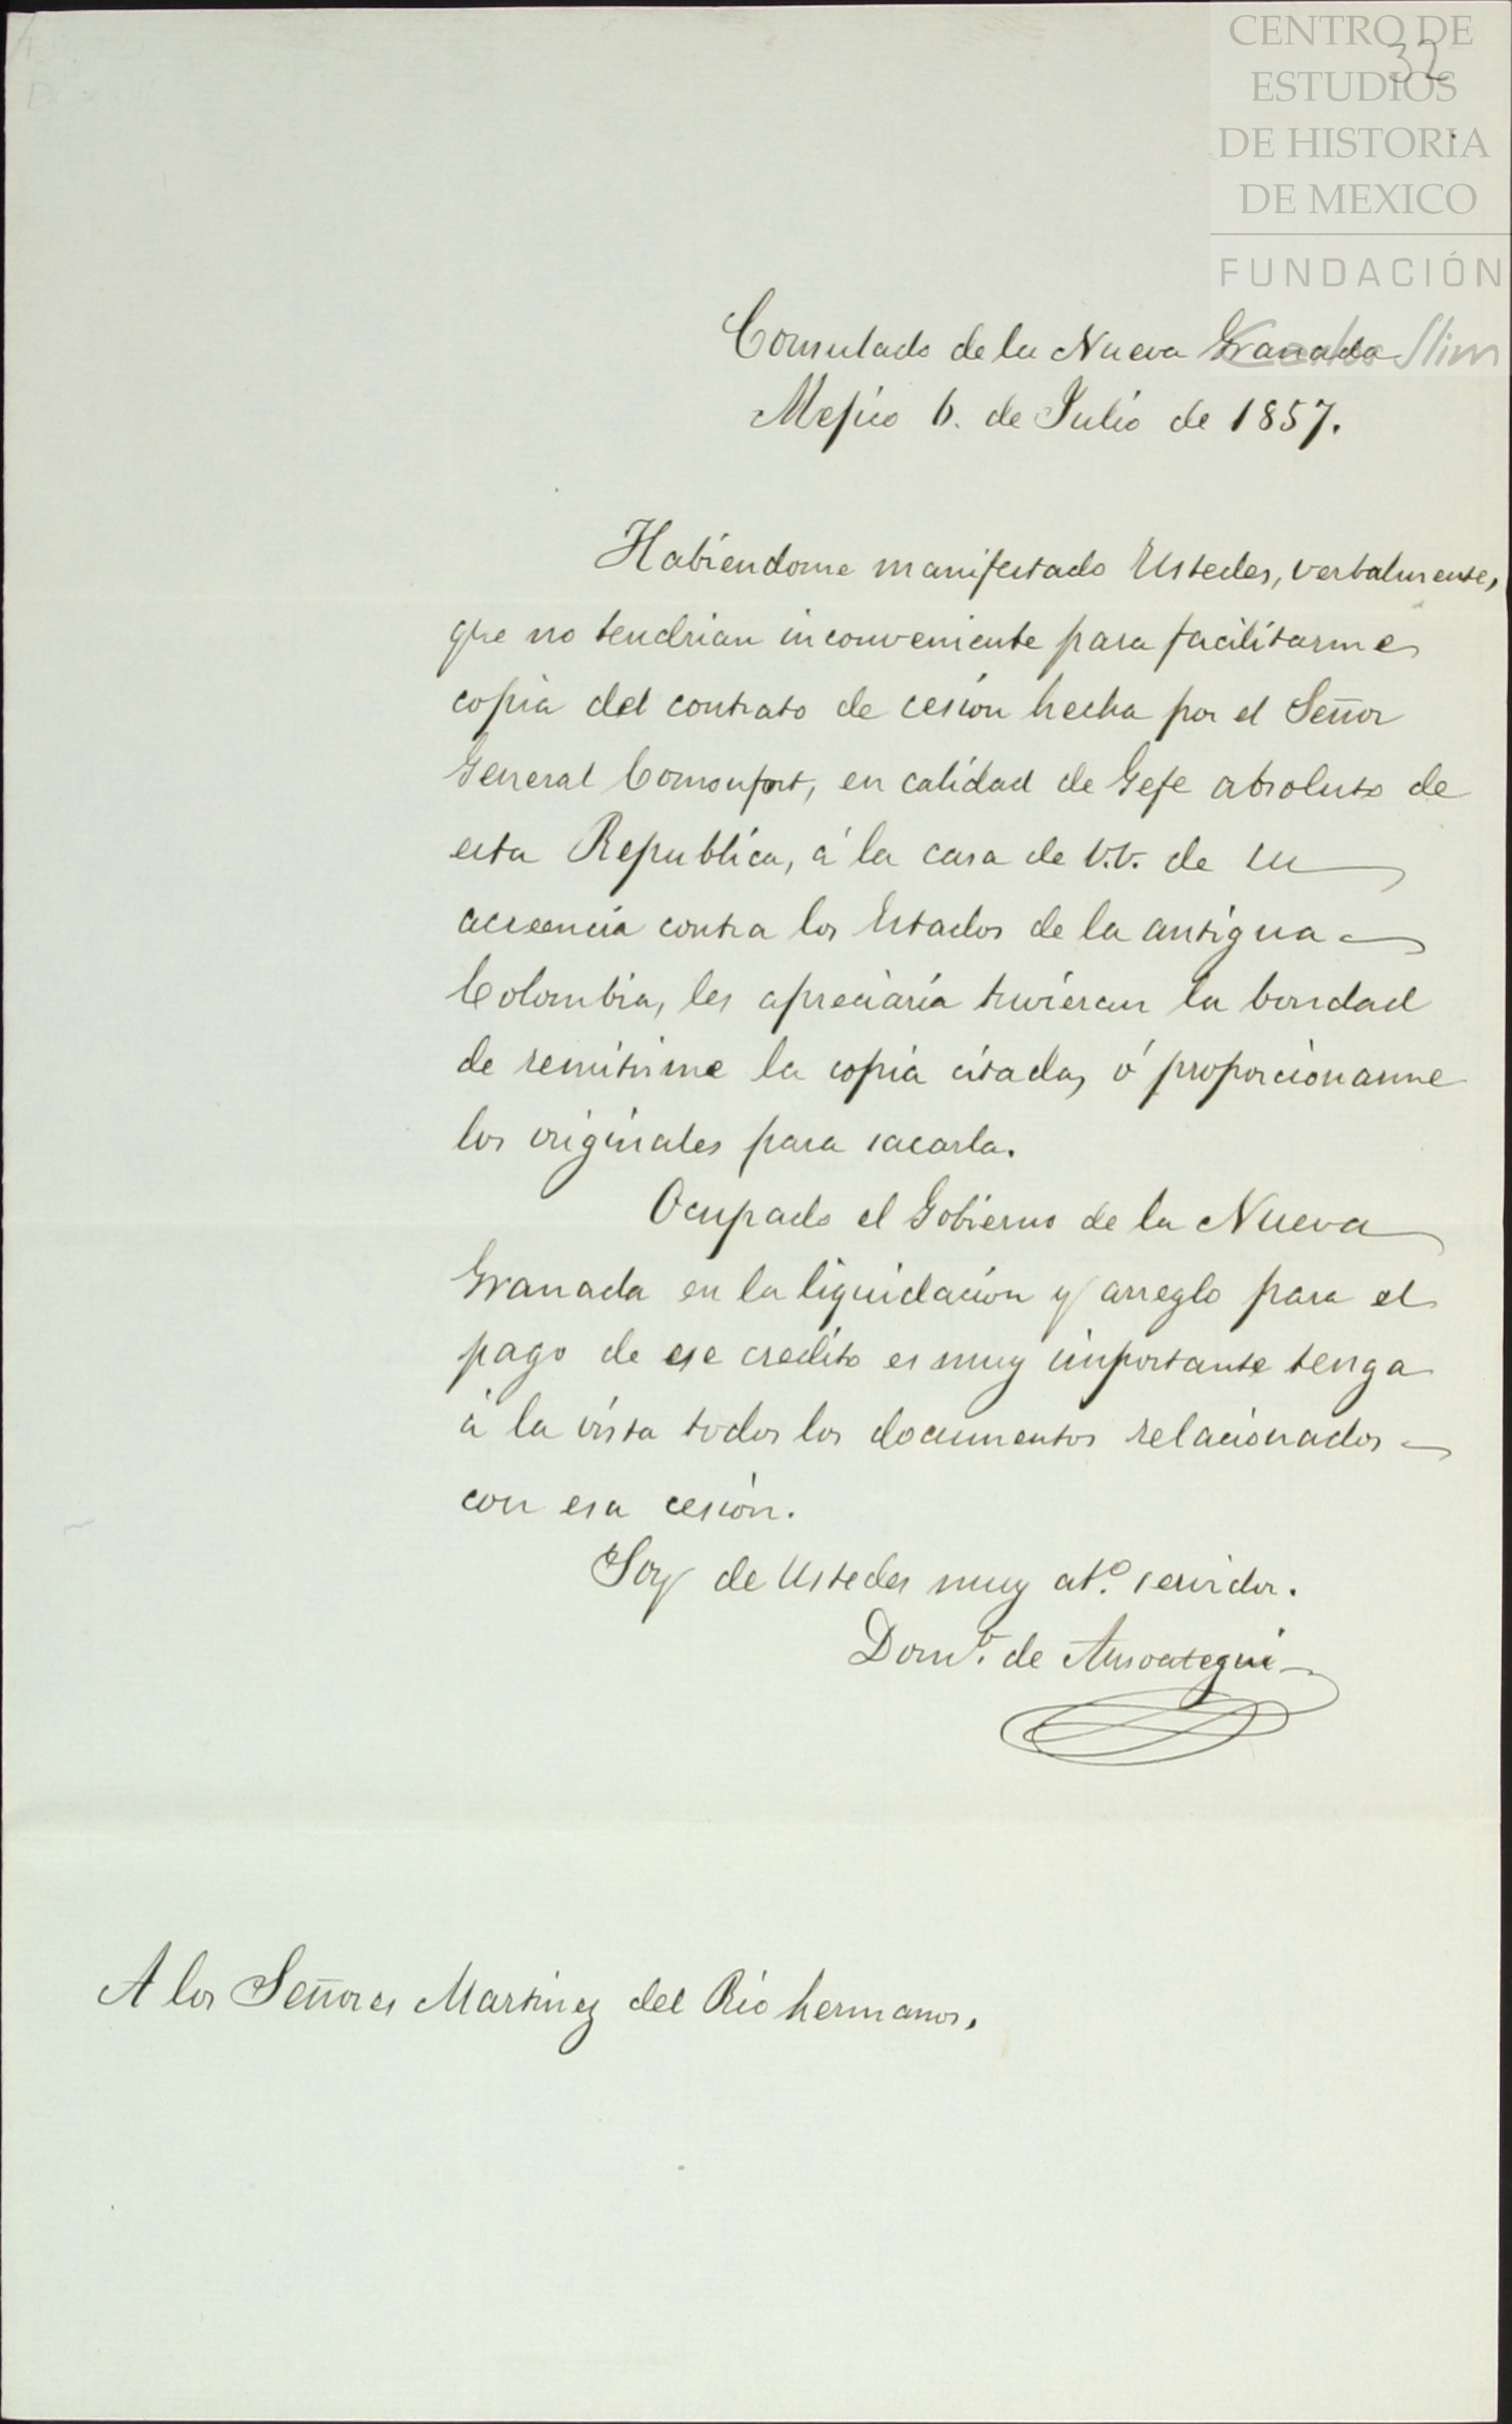 CENTRO DE
32
ESTUDIOS
DE HISTORIA
DE MEXICO
FUNDACIÓN
Carlos Slim
Consulado de la Nueva Granada
Mejico 6. de Julio de 1857.
Habiendome manifestado Ustedes, verbalmente,
que no tendrian inconveniente para facilitarme
copia del contrato de cesion hecha por el Señor
General Comonfort, en calidad de Gefe absoluto de
esta Republica, á la casa de V.V. de su
acreencia contra los Estados de la antigua
Colombia, les apreciaría tuvieran la bondad
de remitirme la copia citada, ó proporcionarme
los originales para sacarla.
Ocupado el Gobierno de la Nueva
Granada en la liquidacion y arreglo para el
pago de ese credito es muy importante tenga
á la vista todos los documentos relacionados
con esa cesion.
Soy de Ustedes muy at.º servidor.
Dom.º de Ansoategui
A los Señores Martinez del Rio hermanos.